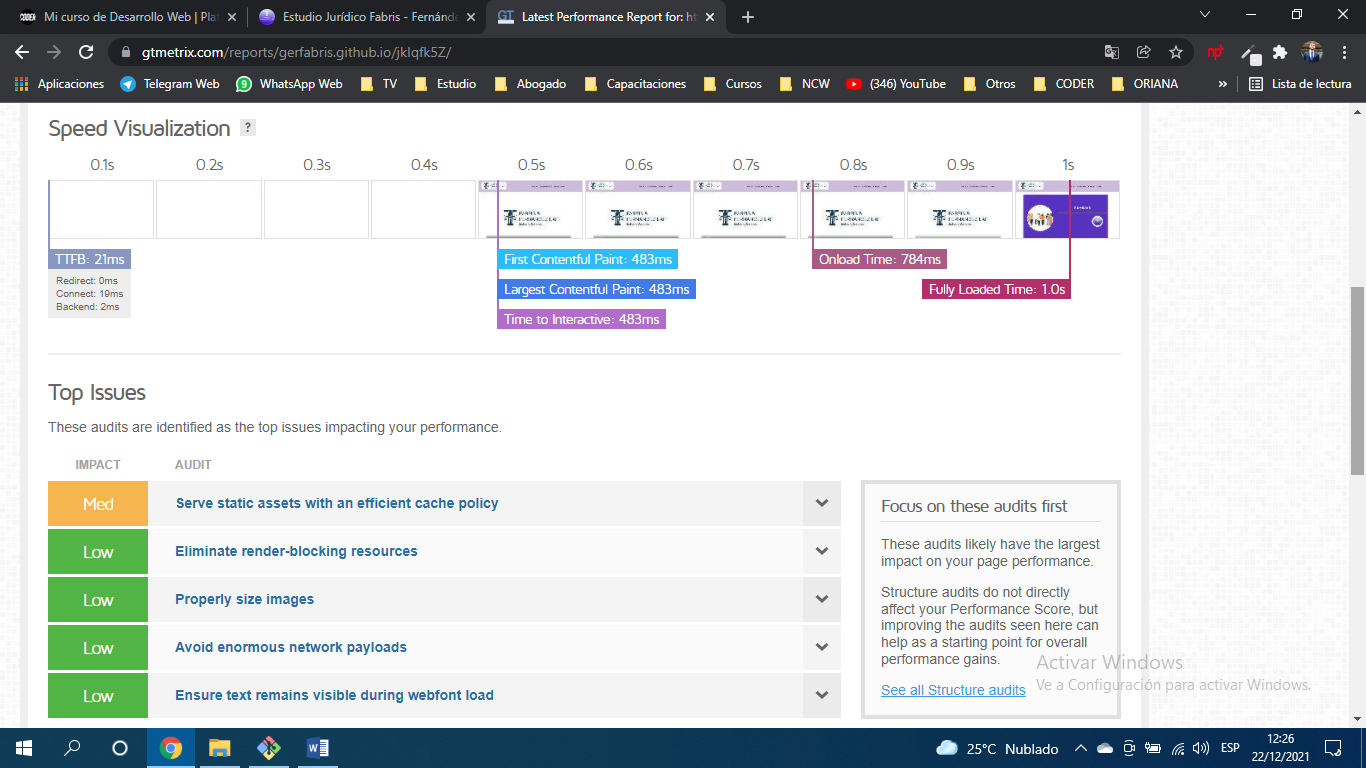 Mi curso de Desarrollo Web | Pla
Estudio Jurídico Fabris - Fernánde
GT
Latest Performance Report for: ht
gtmetrix.com/reports/gerfabris.github.io/jkIqfk5Z/
Aplicaciones
Telegram Web
WhatsApp Web
TV
Estudio
Abogado
Capacitaciones
Cursos
NCW
(346) YouTube
Otros
CODER
ORIANA
»
Lista de lectura
Speed Visualization ?
0.1s 0.2s 0.3s 0.4s 0.5s 0.6s 0.7s 0.8s 0.9s 1s
TTFB: 21ms
Redirect: 0ms
Connect: 19ms
Backend: 2ms
First Contentful Paint: 483ms
Largest Contentful Paint: 483ms
Time to Interactive: 483ms
Onload Time: 784ms
Fully Loaded Time: 1.0s
Top Issues
These audits are identified as the top issues impacting your performance.
IMPACT AUDIT
Med Serve static assets with an efficient cache policy
Low Eliminate render-blocking resources
Low Properly size images
Low Avoid enormous network payloads
Low Ensure text remains visible during webfont load
Focus on these audits first
These audits likely have the largest
impact on your page performance.
Structure audits do not directly
affect your Performance Score, but
improving the audits seen here can
help as a starting point for overall
performance gains.
See all Structure audits
Activar Windows
Ve a Configuración para activar Windows.
25°C Nublado
ESP
12:26
22/12/2021